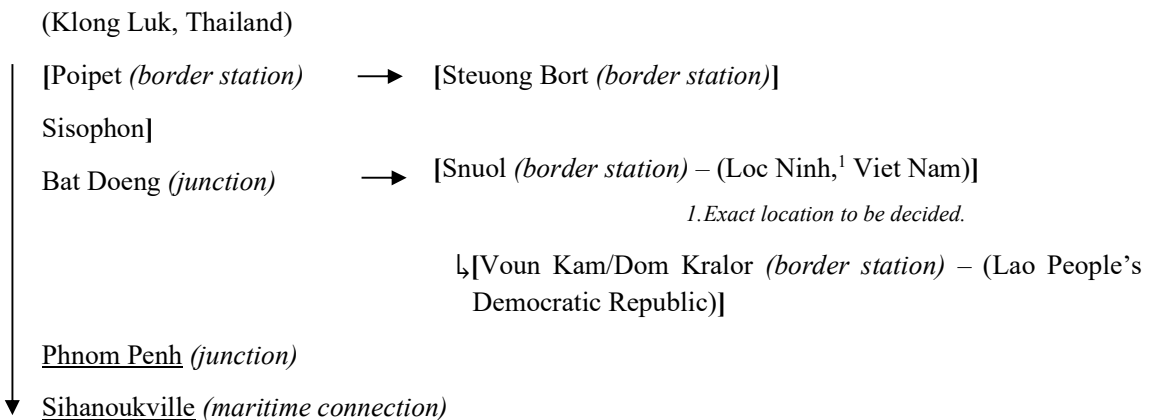 (Klong Luk, Thailand)
[Poipet (border station) → [Steuong Bort (border station)]
Sisophon]
Bat Doeng (junction) → [Snuol (border station) – (Loc Ninh,¹ Viet Nam)]
1.Exact location to be decided.
↳[Voun Kam/Dom Kralor (border station) – (Lao People’s
Democratic Republic)]
Phnom Penh (junction)
Sihanoukville (maritime connection)